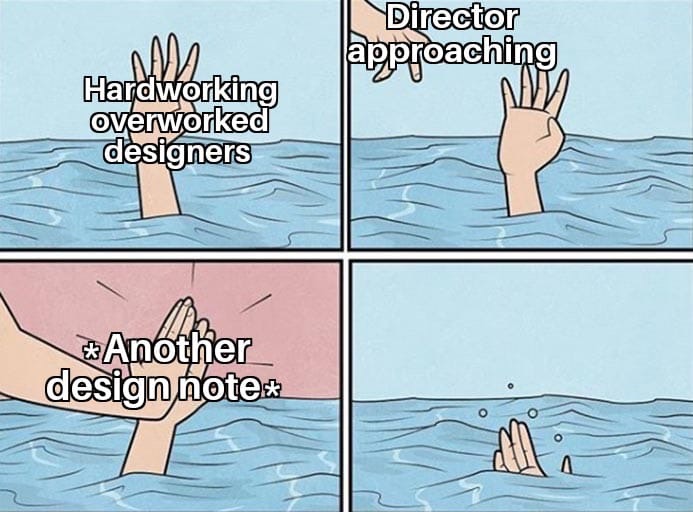 Hardworking
overworked
designers
Director
approaching
*Another
design note*